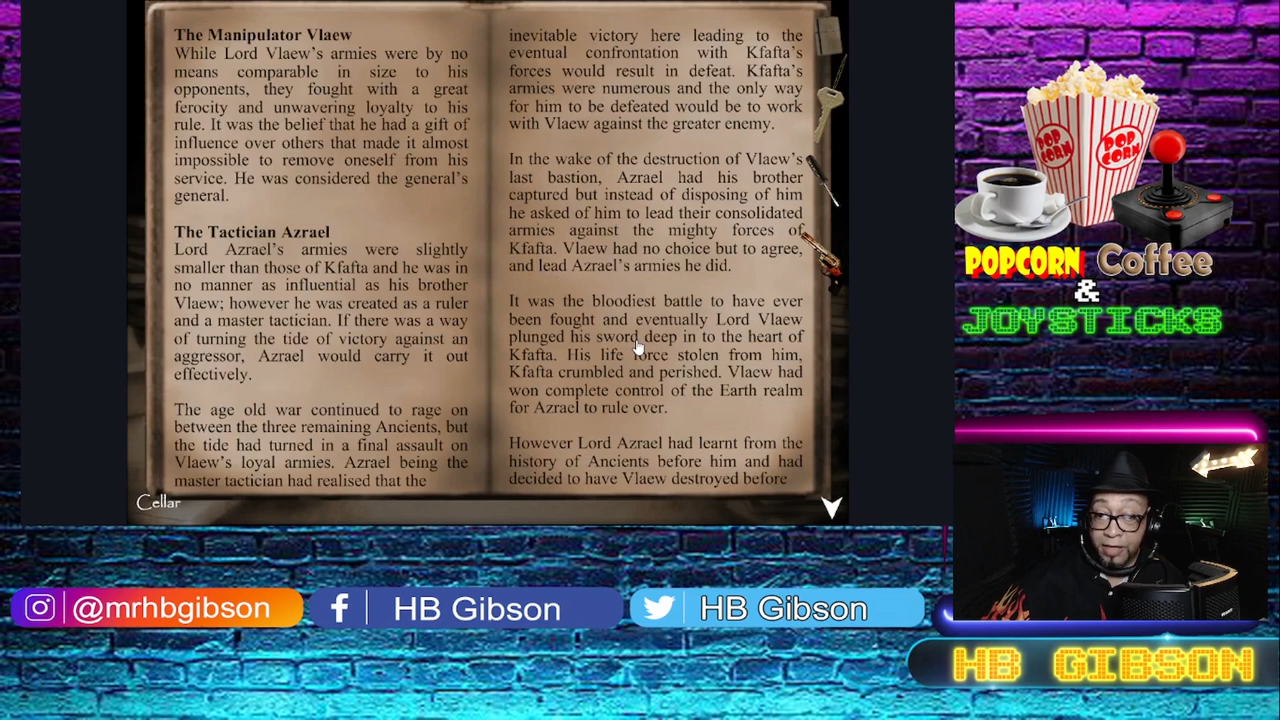 The Manipulator Vlaew
While Lord Vlaew's armies were by no
means comparable in size to his
opponents, they fought with a great
ferocity and unwavering loyalty to his
rule. It was the belief that he had a gift of
influence over others that made it almost
impossible to remove oneself from his
service. He was considered the general's
general.
The Tactician Azrael
Lord Azrael's armies were slightly
smaller than those of Kfafta and he was in
no manner as influential as his brother
Vlaew; however he was created as a ruler
and a master tactician. If there was a way
of turning the tide of victory against an
aggressor, Azrael would carry it out
effectively.
The age old war continued to rage on
between the three remaining Ancients, but
the tide had turned in a final assault on
Vlaew's loyal armies. Azrael being the
master tactician had realised that the
inevitable victory here leading to the
eventual confrontation with Kfafta's
forces would result in defeat. Kfafta's
armies were numerous and the only way
for him to be defeated would be to work
with Vlaew against the greater enemy.
In the wake of the destruction of Vlaew's
last bastion, Azrael had his brother
captured but instead of disposing of him
he asked of him to lead their consolidated
armies against the mighty forces of
Kfafta. Vlaew had no choice but to agree,
and lead Azrael's armies he did.
It was the bloodiest battle to have ever
been fought and eventually Lord Vlaew
plunged his sword deep in to the heart of
Kfafta. His life force stolen from him,
Kfafta crumbled and perished. Vlaew had
won complete control of the Earth realm
for Azrael to rule over.
However Lord Azrael had learnt from the
history of Ancients before him and had
decided to have Vlaew destroyed before
Cellar
POP CORN
POP CORN
POPCORN Coffee
&
JOYSTICKS
@mrhbgibson
HB Gibson
HB Gibson
HB GIBSON